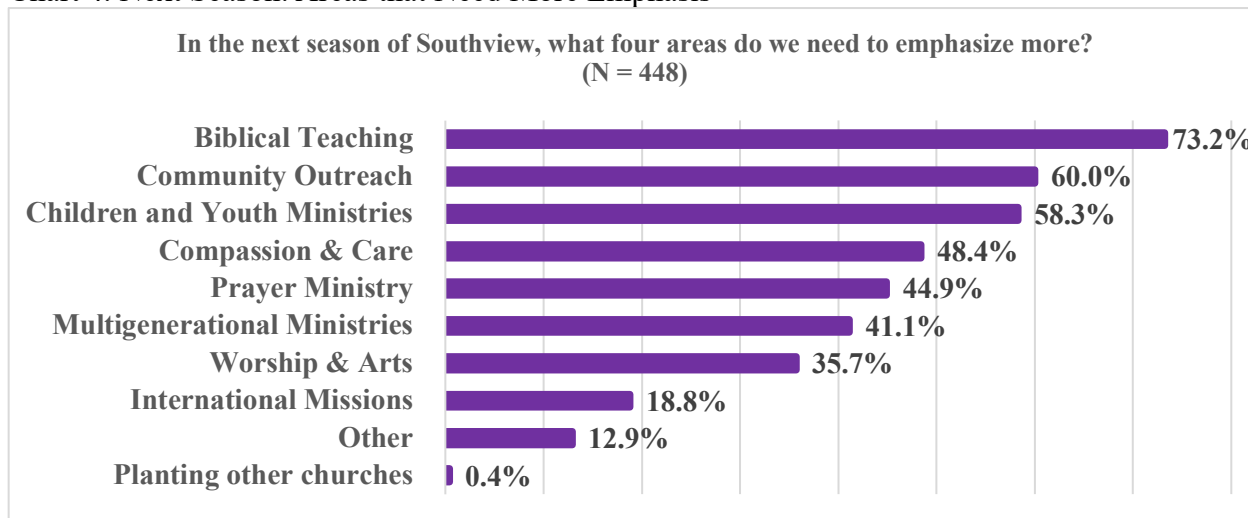 In the next season of Southview, what four areas do we need to emphasize more?
(N = 448)
Biblical Teaching 73.2%
Community Outreach 60.0%
Children and Youth Ministries 58.3%
Compassion & Care 48.4%
Prayer Ministry 44.9%
Multigenerational Ministries 41.1%
Worship & Arts 35.7%
International Missions 18.8%
Other 12.9%
Planting other churches 0.4%